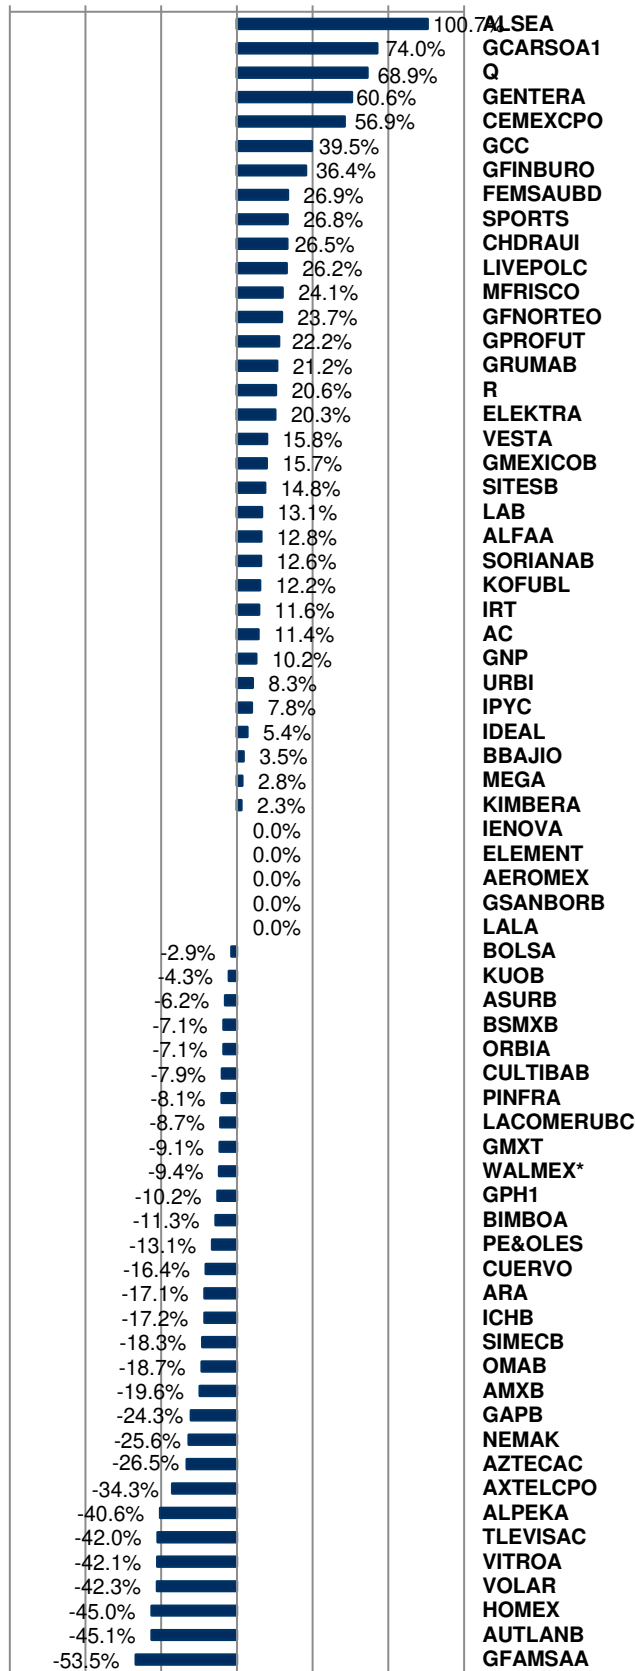 100.7% ALSEA
74.0% GCARSOA1
68.9% Q
60.6% GENTERA
56.9% CEMEXCPO
39.5% GCC
36.4% GFINBURO
26.9% FEMSAUBD
26.8% SPORTS
26.5% CHDRAUI
26.2% LIVEPOLC
24.1% MFRISCO
23.7% GFNORTEO
22.2% GPROFUT
21.2% GRUMAB
20.6% R
20.3% ELEKTRA
15.8% VESTA
15.7% GMEXICOB
14.8% SITESB
13.1% LAB
12.8% ALFAA
12.6% SORIANAB
12.2% KOFUBL
11.6% IRT
11.4% AC
10.2% GNP
8.3% URBI
7.8% IPYC
5.4% IDEAL
3.5% BBAJIO
2.8% MEGA
2.3% KIMBERA
0.0% IENOVA
0.0% ELEMENT
0.0% AEROMEX
0.0% GSANBORB
0.0% LALA
-2.9% BOLSA
-4.3% KUOB
-6.2% ASURB
-7.1% BSMXB
-7.1% ORBIA
-7.9% CULTIBAB
-8.1% PINFRA
-8.7% LACOMERUBC
-9.1% GMXT
-9.4% WALMEX*
-10.2% GPH1
-11.3% BIMBOA
-13.1% PE&OLES
-16.4% CUERVO
-17.1% ARA
-17.2% ICHB
-18.3% SIMECB
-18.7% OMAB
-19.6% AMXB
-24.3% GAPB
-25.6% NEMAK
-26.5% AZTECAC
-34.3% AXTELCPO
-40.6% ALPEKA
-42.0% TLEVISAC
-42.1% VITROA
-42.3% VOLAR
-45.0% HOMEX
-45.1% AUTLANB
-53.5% GFAMSAA